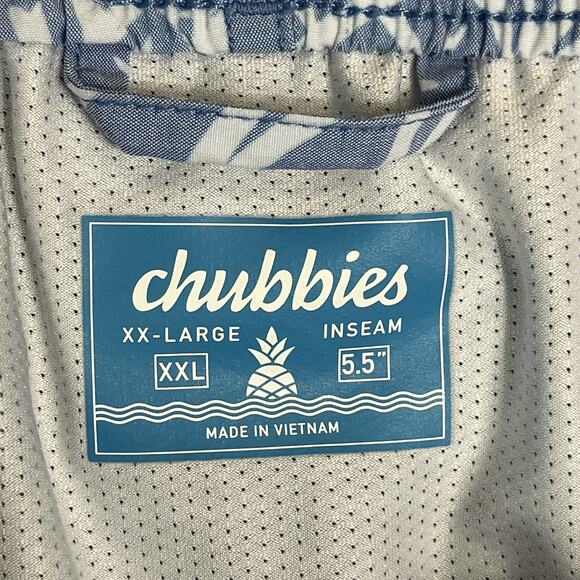 chubbies
XX-LARGE INSEAM
XXL 5.5"
MADE IN VIETNAM